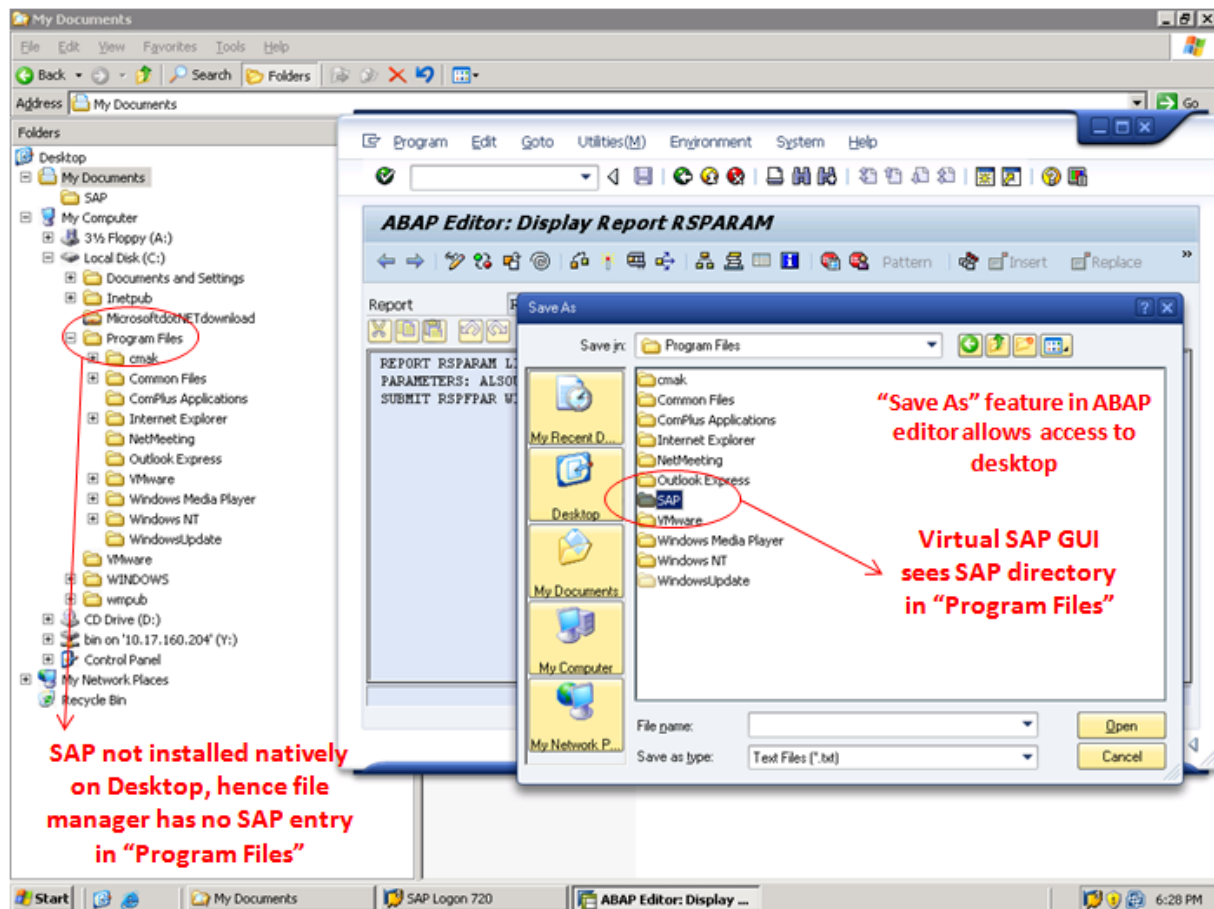 My Documents
File Edit View Favorites Tools Help
Back Search Folders
Address My Documents Go
Folders
Desktop
My Documents
SAP
My Computer
3½ Floppy (A:)
Local Disk (C:)
Documents and Settings
Inetpub
MicrosoftdotNETdownload
Program Files
cmak
Common Files
ComPlus Applications
Internet Explorer
NetMeeting
Outlook Express
VMware
Windows Media Player
Windows NT
WindowsUpdate
VMware
WINDOWS
wmpub
CD Drive (D:)
bin on '10.17.160.204' (Y:)
Control Panel
My Network Places
Recycle Bin
SAP not installed natively
on Desktop, hence file
manager has no SAP entry
in “Program Files”
Program Edit Goto Utilities(M) Environment System Help
ABAP Editor: Display Report RSPARAM
Pattern Insert Replace »
Report
REPORT RSPARAM
PARAMETERS:
SUBMIT RSPFPAR
Save As
Save in: Program Files
My Recent D...
Desktop
My Documents
My Computer
My Network P...
cmak
Common Files
ComPlus Applications
Internet Explorer
NetMeeting
Outlook Express
SAP
VMware
Windows Media Player
Windows NT
WindowsUpdate
“Save As” feature in ABAP
editor allows access to
desktop
Virtual SAP GUI
sees SAP directory
in “Program Files”
File name: Open
Save as type: Text Files (*.txt) Cancel
Start My Documents SAP Logon 720 ABAP Editor: Display ... 6:28 PM